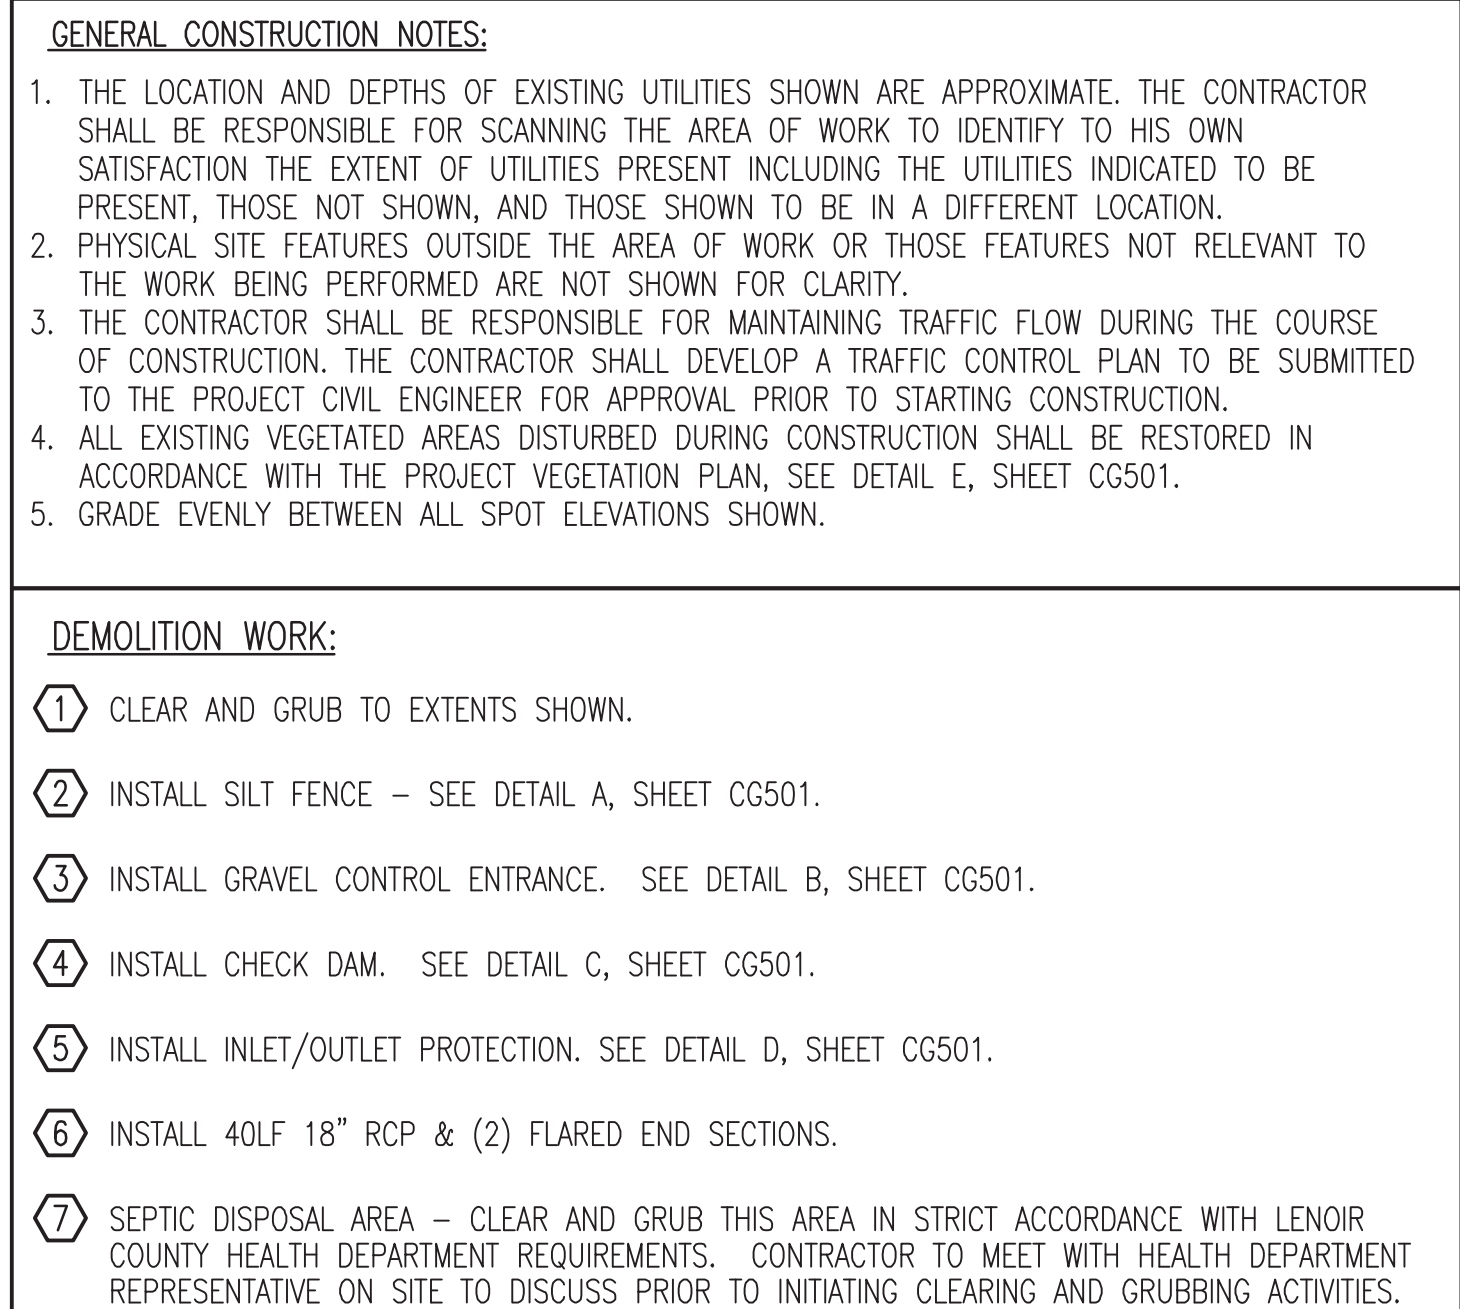 GENERAL CONSTRUCTION NOTES:
1. THE LOCATION AND DEPTHS OF EXISTING UTILITIES SHOWN ARE APPROXIMATE. THE CONTRACTOR
SHALL BE RESPONSIBLE FOR SCANNING THE AREA OF WORK TO IDENTIFY TO HIS OWN
SATISFACTION THE EXTENT OF UTILITIES PRESENT INCLUDING THE UTILITIES INDICATED TO BE
PRESENT, THOSE NOT SHOWN, AND THOSE SHOWN TO BE IN A DIFFERENT LOCATION.
2. PHYSICAL SITE FEATURES OUTSIDE THE AREA OF WORK OR THOSE FEATURES NOT RELEVANT TO
THE WORK BEING PERFORMED ARE NOT SHOWN FOR CLARITY.
3. THE CONTRACTOR SHALL BE RESPONSIBLE FOR MAINTAINING TRAFFIC FLOW DURING THE COURSE
OF CONSTRUCTION. THE CONTRACTOR SHALL DEVELOP A TRAFFIC CONTROL PLAN TO BE SUBMITTED
TO THE PROJECT CIVIL ENGINEER FOR APPROVAL PRIOR TO STARTING CONSTRUCTION.
4. ALL EXISTING VEGETATED AREAS DISTURBED DURING CONSTRUCTION SHALL BE RESTORED IN
ACCORDANCE WITH THE PROJECT VEGETATION PLAN, SEE DETAIL E, SHEET CG501.
5. GRADE EVENLY BETWEEN ALL SPOT ELEVATIONS SHOWN.
DEMOLITION WORK:
1 CLEAR AND GRUB TO EXTENTS SHOWN.
2 INSTALL SILT FENCE – SEE DETAIL A, SHEET CG501.
3 INSTALL GRAVEL CONTROL ENTRANCE. SEE DETAIL B, SHEET CG501.
4 INSTALL CHECK DAM. SEE DETAIL C, SHEET CG501.
5 INSTALL INLET/OUTLET PROTECTION. SEE DETAIL D, SHEET CG501.
6 INSTALL 40LF 18” RCP & (2) FLARED END SECTIONS.
7 SEPTIC DISPOSAL AREA – CLEAR AND GRUB THIS AREA IN STRICT ACCORDANCE WITH LENOIR
COUNTY HEALTH DEPARTMENT REQUIREMENTS. CONTRACTOR TO MEET WITH HEALTH DEPARTMENT
REPRESENTATIVE ON SITE TO DISCUSS PRIOR TO INITIATING CLEARING AND GRUBBING ACTIVITIES.